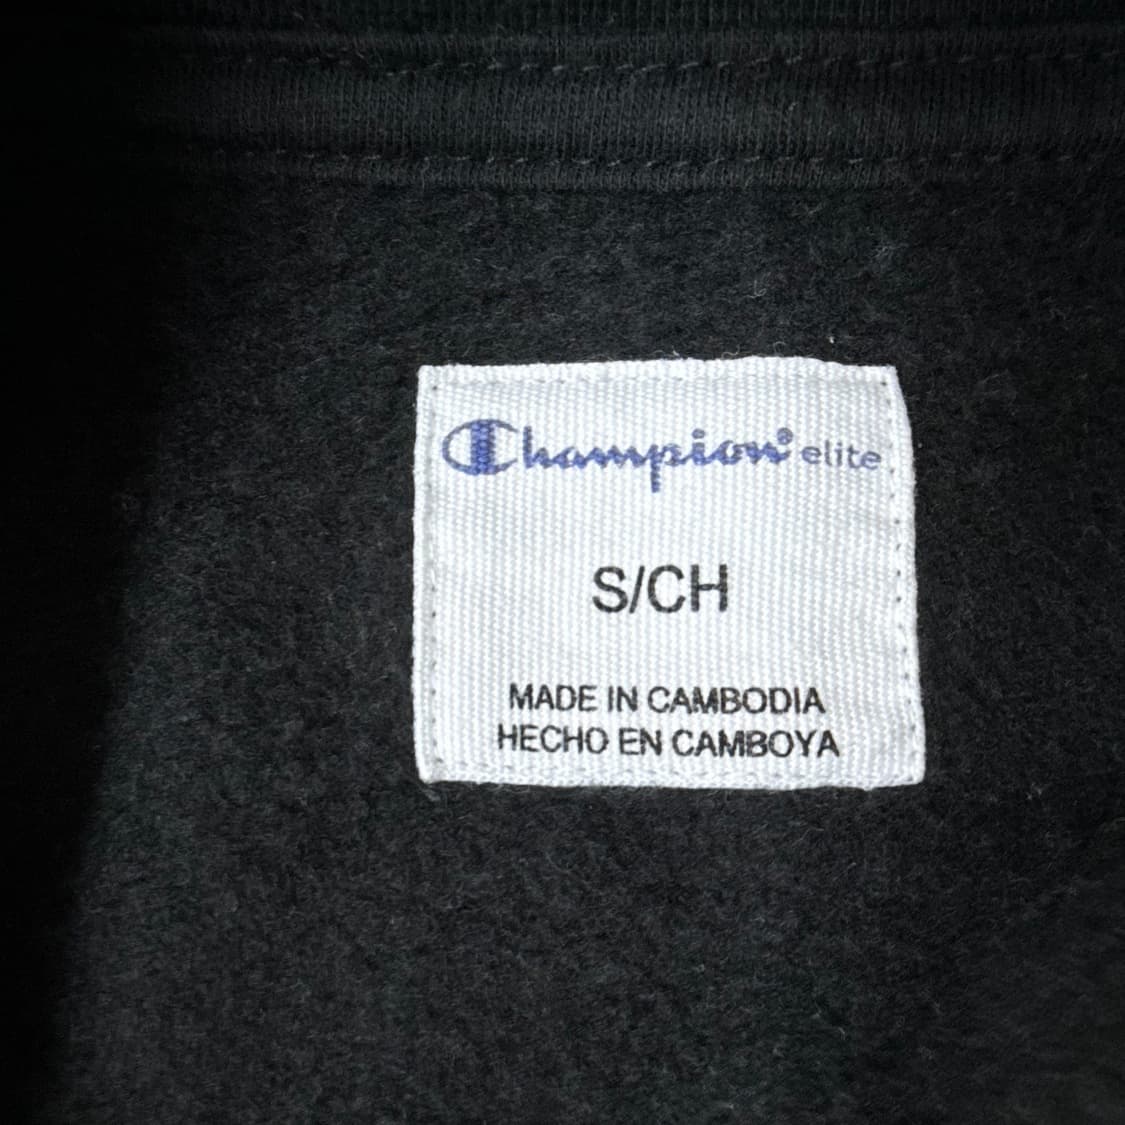 Champion® elite
S/CH
MADE IN CAMBODIA
HECHO EN CAMBOYA